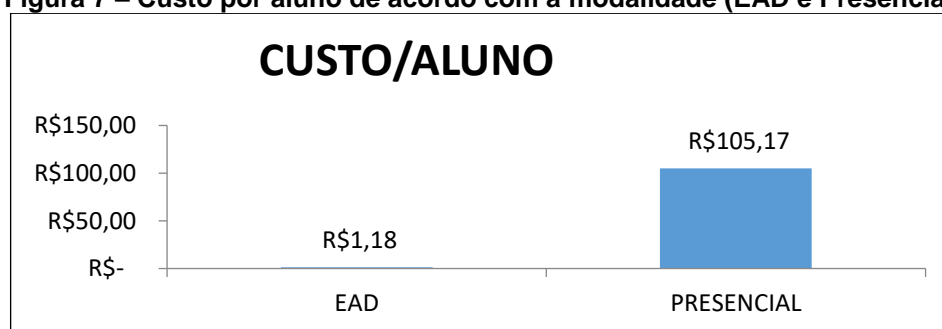 Figura 7 – Custo por aluno de acordo com a modalidade (EAD e Presencia
CUSTO/ALUNO
R$150,00
R$100,00
R$50,00
R$-
R$1,18
R$105,17
EAD
PRESENCIAL